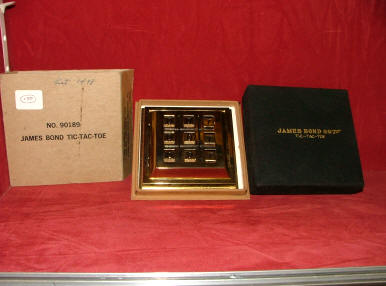 NO. 90189
JAMES BOND TIC-TAC-TOE
JAMES BOND 007
TIC-TAC-TOE